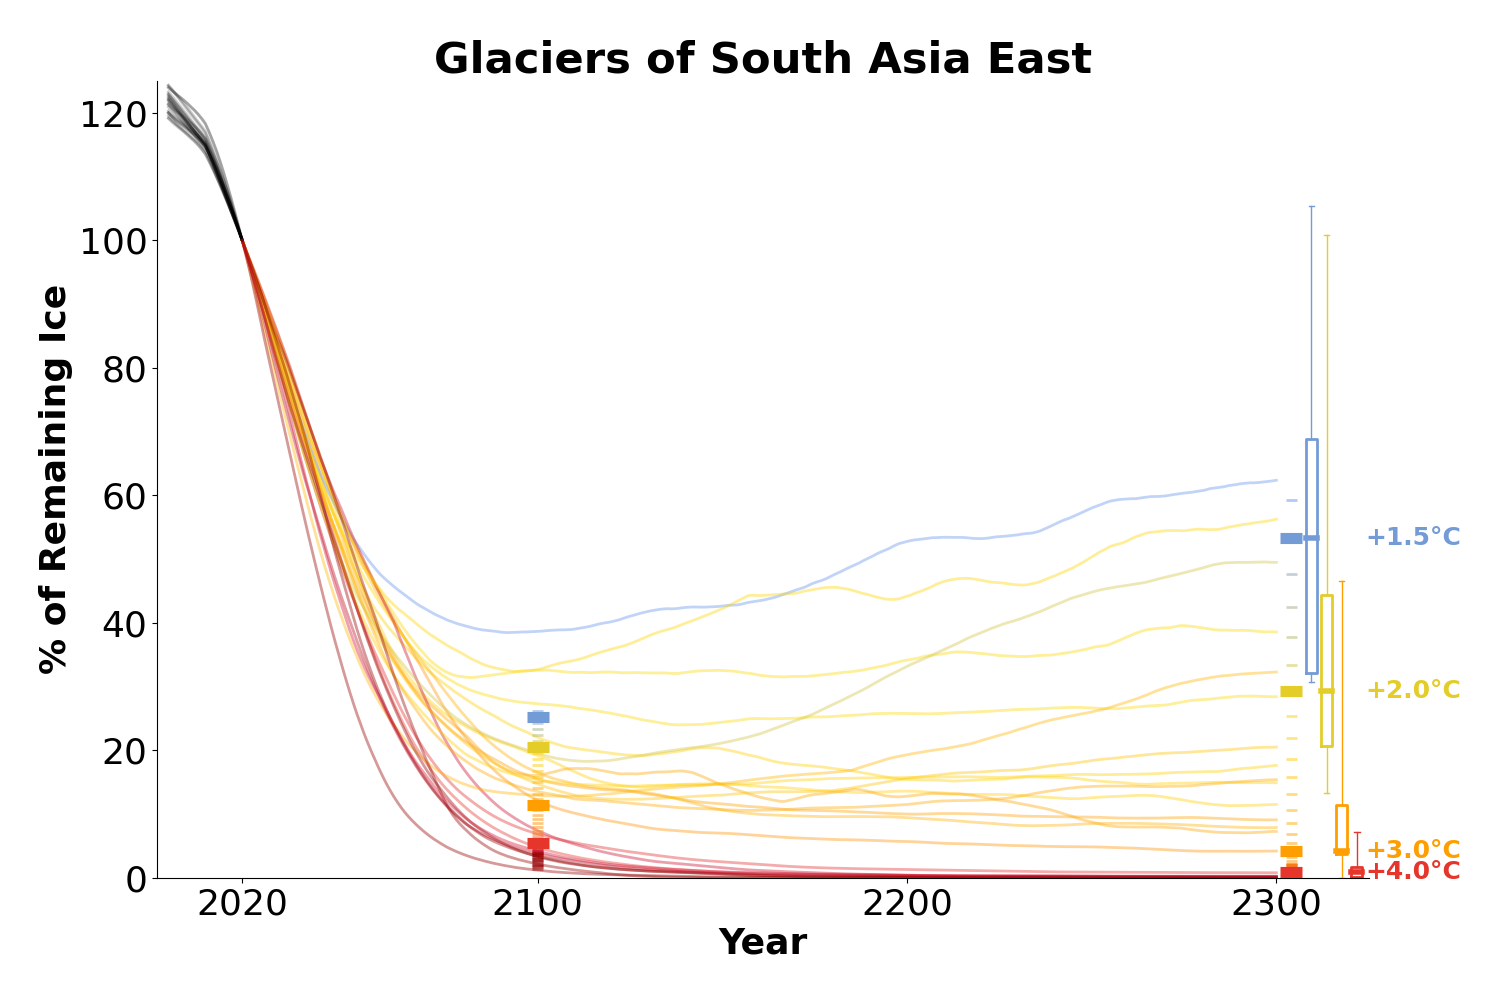 Glaciers of South Asia East
% of Remaining Ice
120
100
80
60
40
20
0
2020
2100
2200
2300
Year
+1.5°C
+2.0°C
+3.0°C
+4.0°C